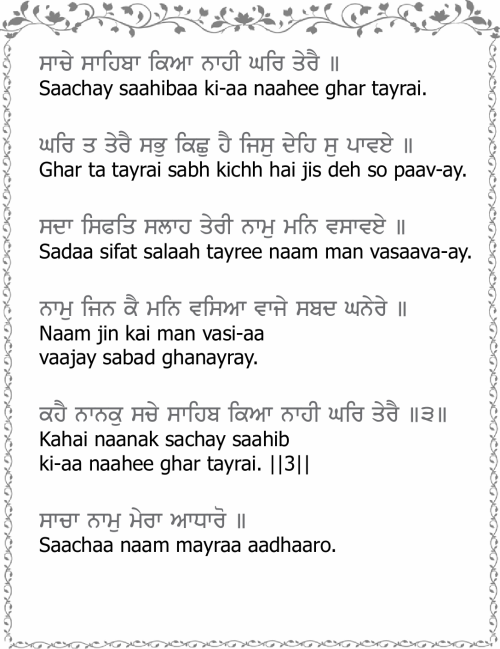 ਸਾਚੇ ਸਾਹਿਬਾ ਕਿਆ ਨਾਹੀ ਘਰਿ ਤੇਰੈ ॥
Saachay saahibaa ki-aa naahee ghar tayrai.
ਘਰਿ ਤ ਤੇਰੈ ਸਭੁ ਕਿਛੁ ਹੈ ਜਿਸੁ ਦੇਹਿ ਸੁ ਪਾਵਏ ॥
Ghar ta tayrai sabh kichh hai jis deh so paav-ay.
ਸਦਾ ਸਿਫਤਿ ਸਲਾਹ ਤੇਰੀ ਨਾਮੁ ਮਨਿ ਵਸਾਵਏ ॥
Sadaa sifat salaah tayree naam man vasaava-ay.
ਨਾਮੁ ਜਿਨ ਕੈ ਮਨਿ ਵਸਿਆ ਵਾਜੇ ਸਬਦ ਘਨੇਰੇ ॥
Naam jin kai man vasi-aa
vaajay sabad ghanayray.
ਕਹੈ ਨਾਨਕੁ ਸਚੇ ਸਾਹਿਬ ਕਿਆ ਨਾਹੀ ਘਰਿ ਤੇਰੈ ॥੩॥
Kahai naanak sachay saahib
ki-aa naahee ghar tayrai. ||3||
ਸਾਚਾ ਨਾਮੁ ਮੇਰਾ ਆਧਾਰੋ ॥
Saachaa naam mayraa aadhaaro.